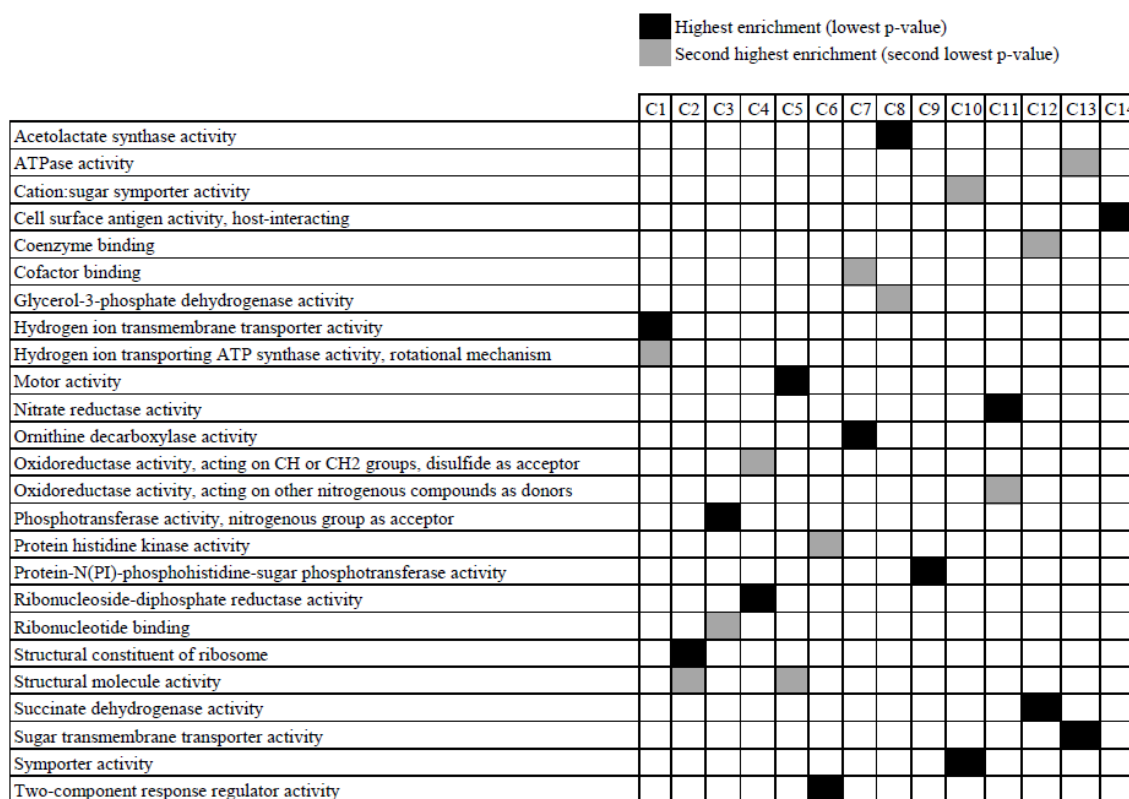 Highest enrichment (lowest p-value)
Second highest enrichment (second lowest p-value)
C1 C2 C3 C4 C5 C6 C7 C8 C9 C10 C11 C12 C13 C14
Acetolactate synthase activity
ATPase activity
Cation:sugar symporter activity
Cell surface antigen activity, host-interacting
Coenzyme binding
Cofactor binding
Glycerol-3-phosphate dehydrogenase activity
Hydrogen ion transmembrane transporter activity
Hydrogen ion transporting ATP synthase activity, rotational mechanism
Motor activity
Nitrate reductase activity
Ornithine decarboxylase activity
Oxidoreductase activity, acting on CH or CH2 groups, disulfide as acceptor
Oxidoreductase activity, acting on other nitrogenous compounds as donors
Phosphotransferase activity, nitrogenous group as acceptor
Protein histidine kinase activity
Protein-N(PI)-phosphohistidine-sugar phosphotransferase activity
Ribonucleoside-diphosphate reductase activity
Ribonucleotide binding
Structural constituent of ribosome
Structural molecule activity
Succinate dehydrogenase activity
Sugar transmembrane transporter activity
Symporter activity
Two-component response regulator activity